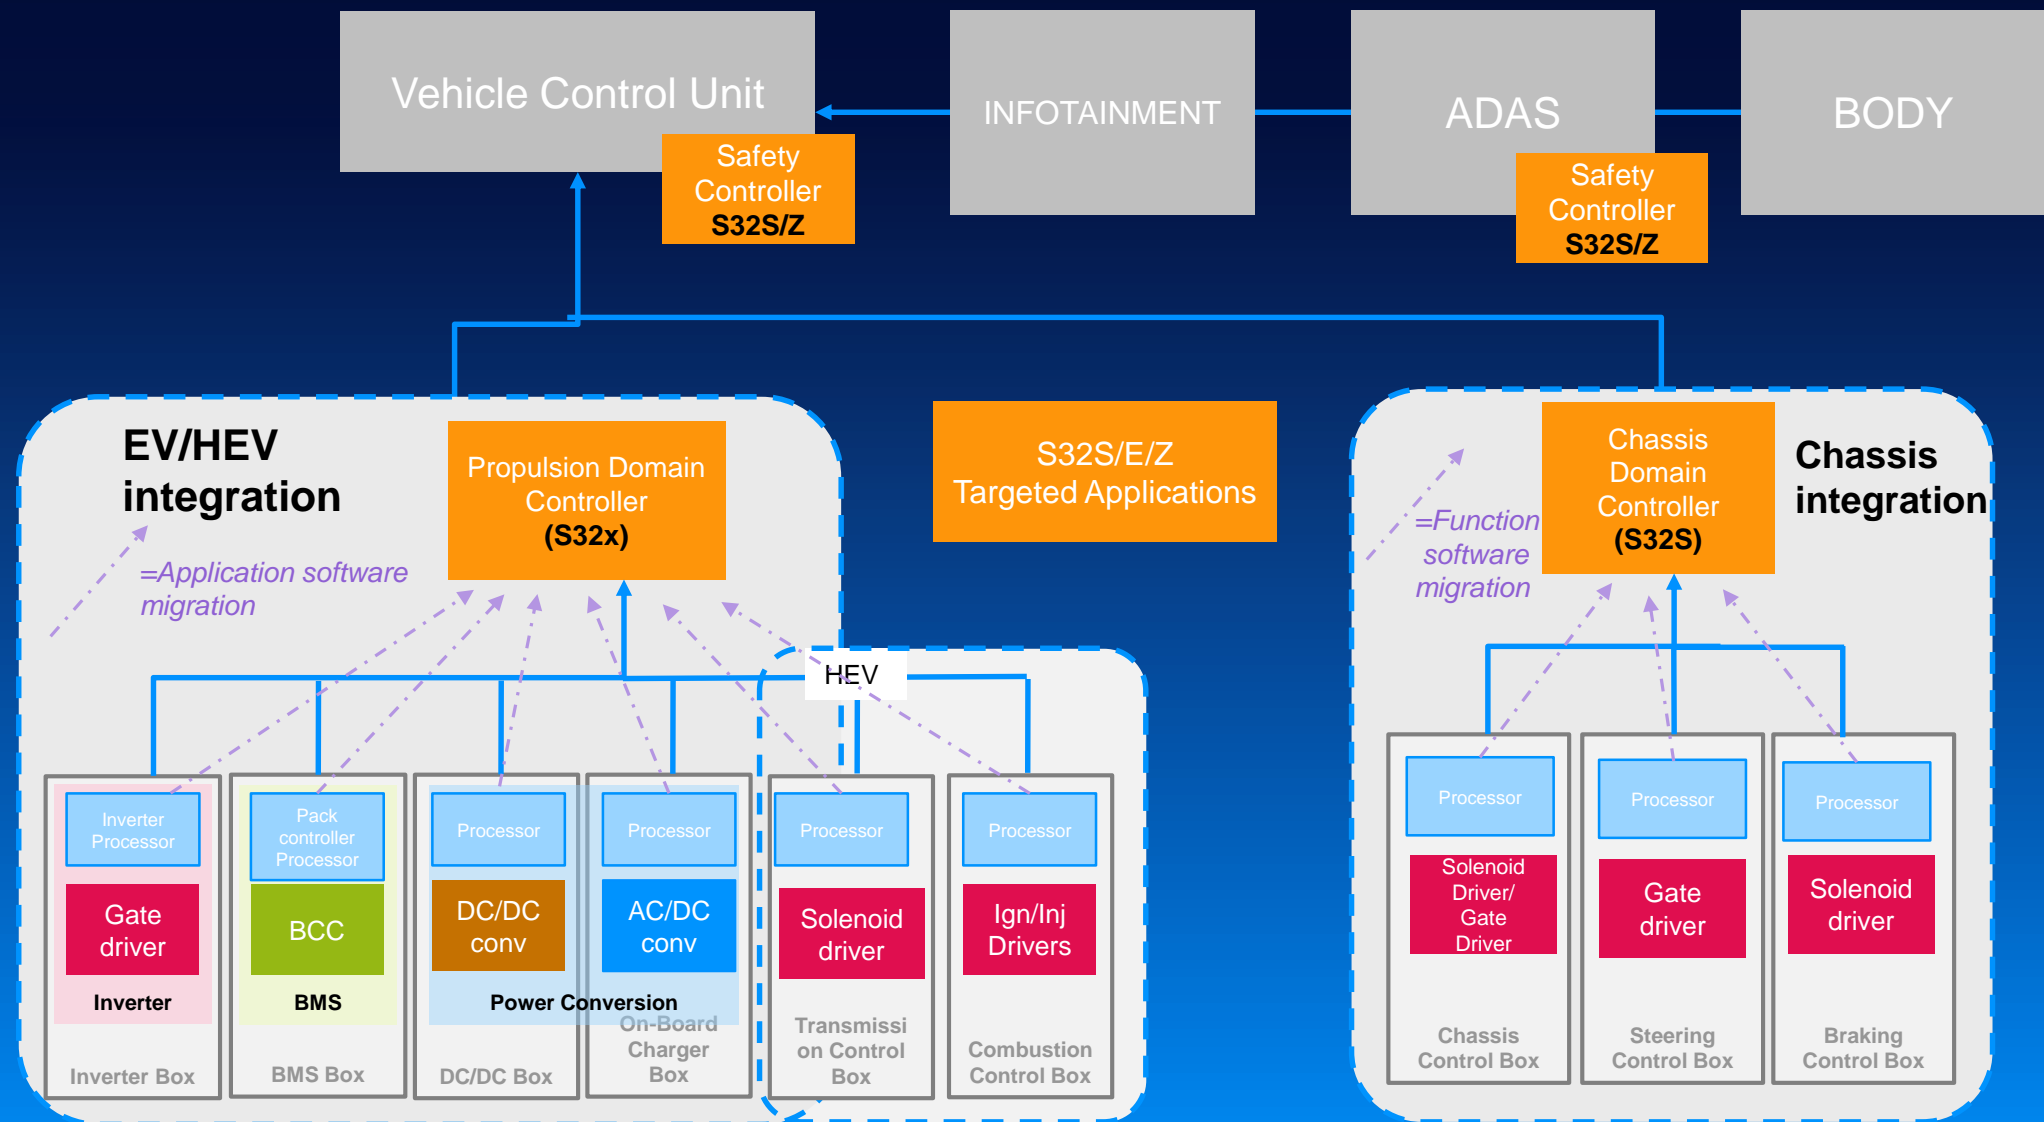 Vehicle Control Unit
INFOTAINMENT
ADAS
BODY
Safety
Controller
S32S/Z
Safety
Controller
S32S/Z
EV/HEV
integration
=Application software
migration
Propulsion Domain
Controller
(S32x)
S32S/E/Z
Targeted Applications
=Function
software
migration
Chassis
Domain
Controller
(S32S)
Chassis
integration
HEV
Inverter
Processor
Gate
driver
Inverter
Inverter Box
Pack
controller
Processor
BCC
BMS
BMS Box
Processor
DC/DC
conv
Processor
AC/DC
conv
Power Conversion
DC/DC Box
On-Board
Charger
Box
Processor
Solenoid
driver
Transmissi
on Control
Box
Processor
Ign/Inj
Drivers
Combustion
Control Box
Processor
Solenoid
Driver/
Gate
Driver
Chassis
Control Box
Processor
Gate
driver
Steering
Control Box
Processor
Solenoid
driver
Braking
Control Box